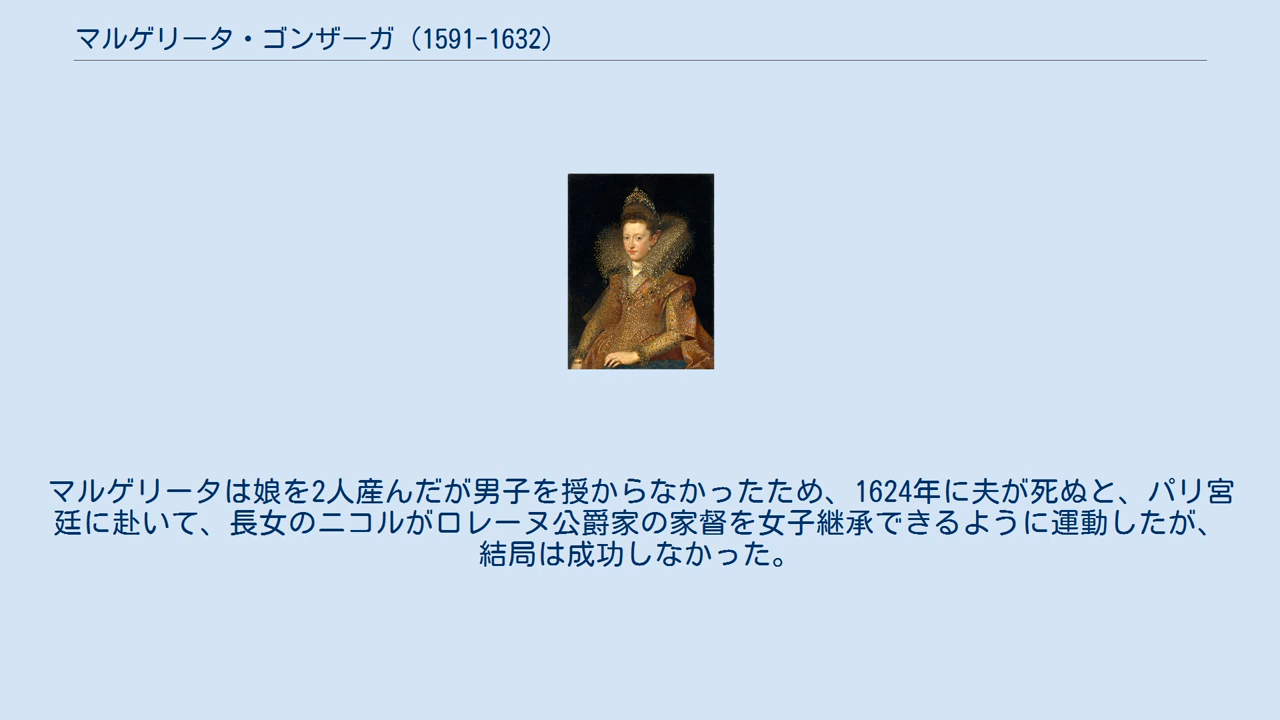 マルゲリータ・ゴンザーガ（1591-1632）
マルゲリータは娘を2人産んだが男子を授からなかったため、1624年に夫が死ぬと、パリ宮
廷に赴いて、長女のニコルがロレーヌ公爵家の家督を女子継承できるように運動したが、
結局は成功しなかった。